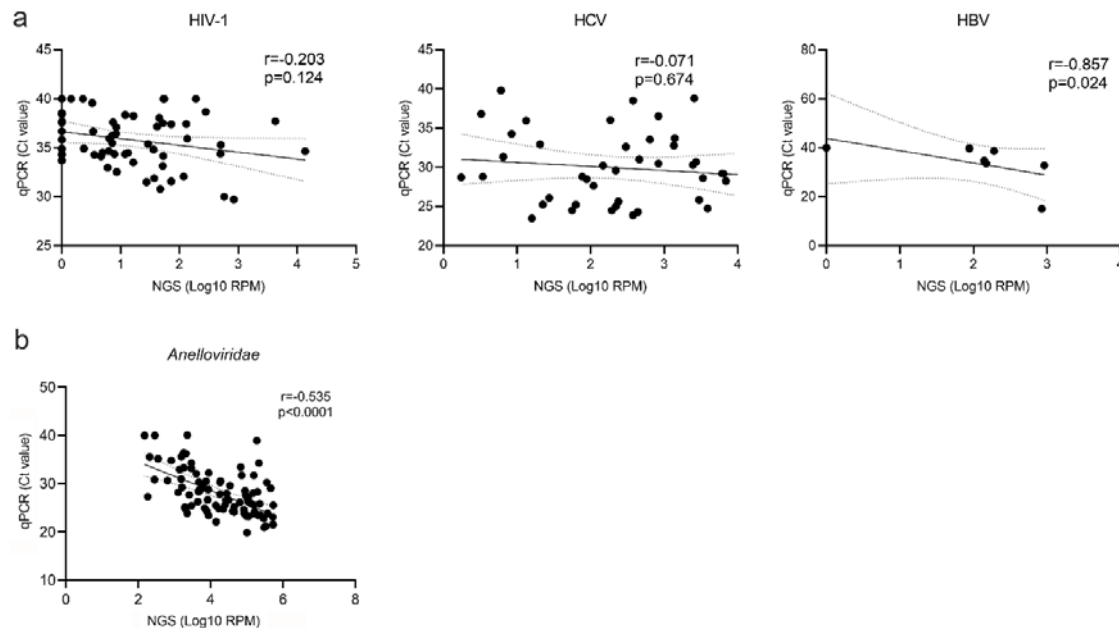 a
HIV-1
r=-0.203
p=0.124
45
40
35
30
25
0 1 2 3 4 5
qPCR (Ct value)
NGS (Log10 RPM)
HCV
r=-0.071
p=0.674
45
40
35
30
25
20
0 1 2 3 4
qPCR (Ct value)
NGS (Log10 RPM)
HBV
r=-0.857
p=0.024
80
60
40
20
0
0 1 2 3 4
qPCR (Ct value)
NGS (Log10 RPM)
b
Anelloviridae
r=-0.535
p<0.0001
50
40
30
20
10
0 2 4 6 8
qPCR (Ct value)
NGS (Log10 RPM)